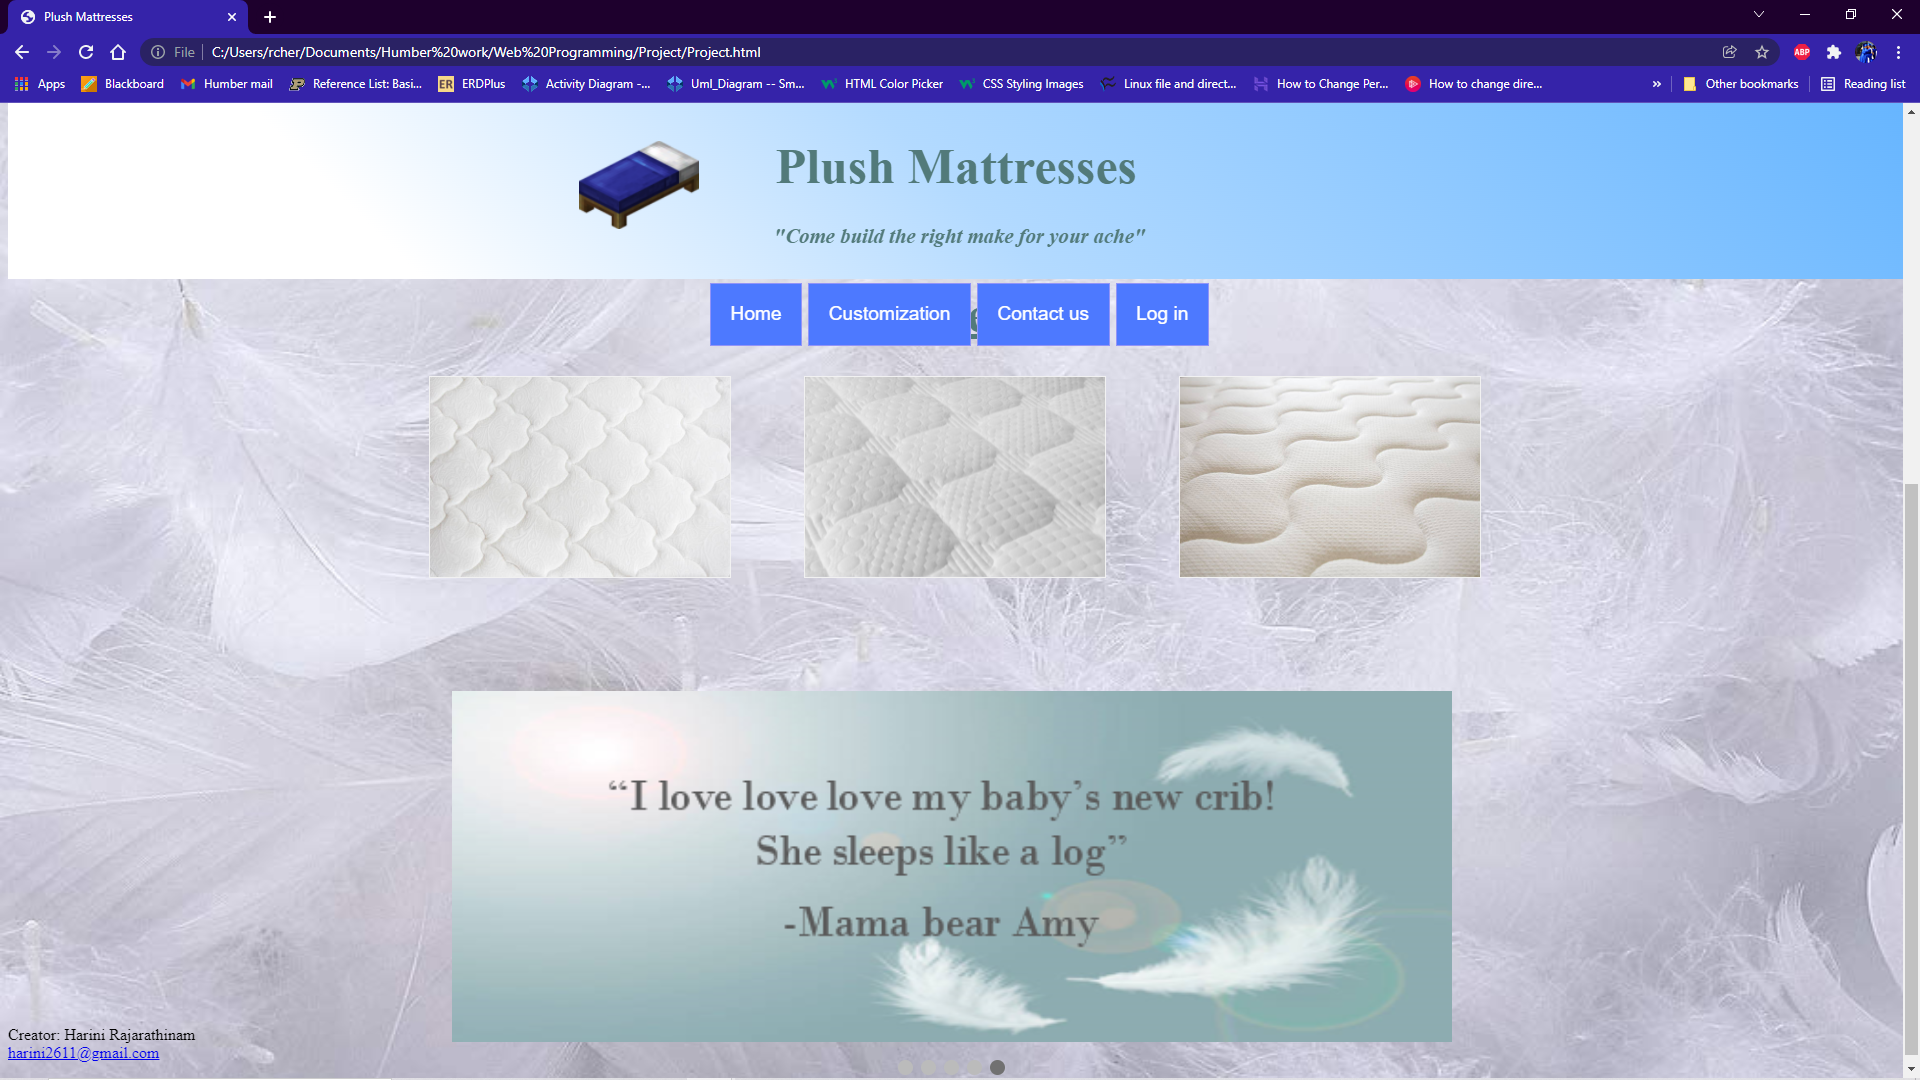 Plush Mattresses
File
C:/Users/rcher/Documents/Humber%20work/Web%20Programming/Project/Project.html
ABP
Apps
Blackboard
Humber mail
Reference List: Basi...
ER
ERDPlus
Activity Diagram -...
Uml_Diagram -- Sm...
HTML Color Picker
CSS Styling Images
Linux file and direct...
How to Change Per...
How to change dire...
»
Other bookmarks
Reading list
Plush Mattresses
"Come build the right make for your ache"
Home
Customization
Contact us
Log in
“I love love love my baby’s new crib!
She sleeps like a log”
-Mama bear Amy
Creator: Harini Rajarathinam
harini2611@gmail.com